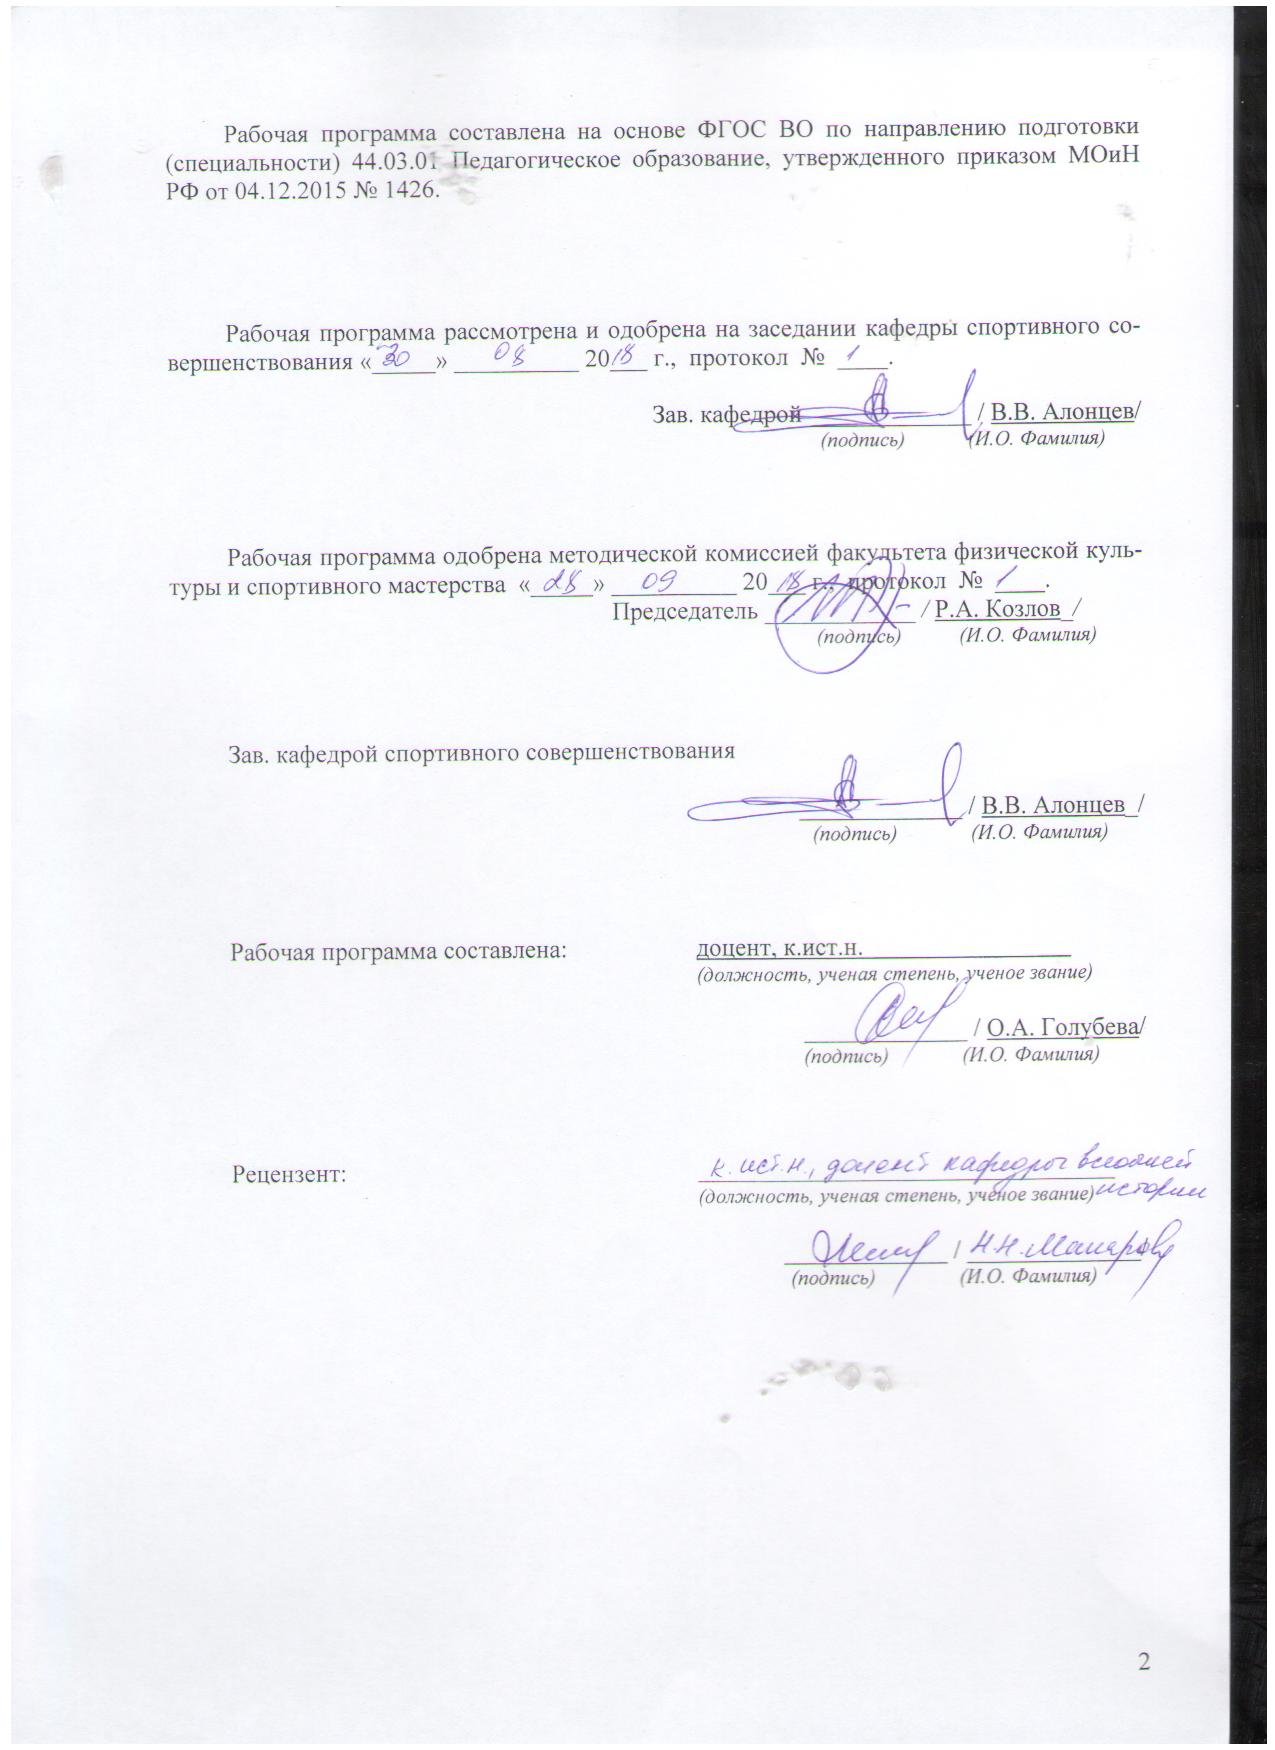 Рабочая программа составлена на основе ФГОС ВО по направлению подготовки
(специальности) 44.03.01 Педагогическое образование, утвержденного приказом МОиН
РФ от 04.12.2015 № 1426.
Рабочая программа рассмотрена и одобрена на заседании кафедры спортивного со-
вершенствования «30» 08 2018 г., протокол № 1.
Зав. кафедрой / В.В. Алонцев/
(подпись) (И.О. Фамилия)
Рабочая программа одобрена методической комиссией факультета физической куль-
туры и спортивного мастерства «28» 09 2018 г., протокол № 1.
Председатель / Р.А. Козлов /
(подпись) (И.О. Фамилия)
Зав. кафедрой спортивного совершенствования
/ В.В. Алонцев /
(подпись) (И.О. Фамилия)
Рабочая программа составлена: доцент, к.ист.н.
(должность, ученая степень, ученое звание)
/ О.А. Голубева/
(подпись) (И.О. Фамилия)
Рецензент: к. ист.н., доцент кафедры всеобщей
(должность, ученая степень, ученое звание) истории
/ Н.Н. /
(подпись) (И.О. Фамилия)
2